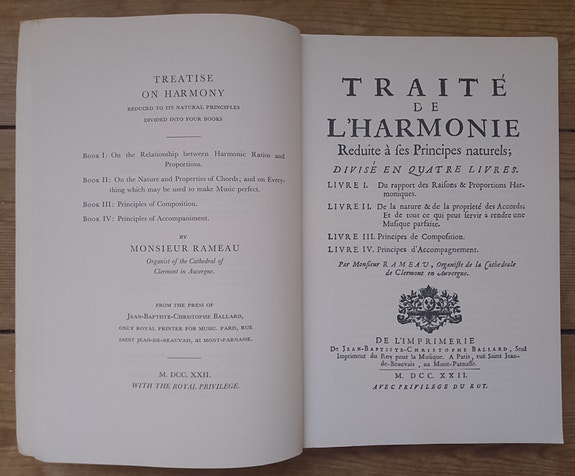 TREATISE
ON HARMONY
REDUCED TO ITS NATURAL PRINCIPLES
DIVIDED INTO FOUR BOOKS
BOOK I: On the Relationship between Harmonic Ratios and
Proportions.
BOOK II: On the Nature and Properties of Chords; and on Every-
thing which may be used to make Music perfect.
BOOK III: Principles of Composition.
BOOK IV: Principles of Accompaniment.
BY
MONSIEUR RAMEAU
Organist of the Cathedral of
Clermont in Auvergne.
FROM THE PRESS OF
JEAN-BAPTISTE-CHRISTOPHE BALLARD,
ONLY ROYAL PRINTER FOR MUSIC. PARIS, RUE
SAINT JEAN-DE-BEAUVAIS, at MONT-PARNASSE.
M. DCC. XXII.
WITH THE ROYAL PRIVILEGE.
TRAITÉ
DE
L'HARMONIE
Reduite à ſes Principes naturels;
DIVISÉ EN QUATRE LIVRES.
LIVRE I. Du rapport des Raiſons & Proportions Har-
moniques.
LIVRE II. De la nature & de la proprieté des Accords;
Et de tout ce qui peut ſervir à rendre une
Muſique parfaite.
LIVRE III. Principes de Compoſition.
LIVRE IV. Principes d'Accompagnement.
Par Monſieur RAMEAU, Organiſte de la Cathedrale
de Clermont en Auvergne.
DE L'IMPRIMERIE
De JEAN-BAPTISTE-CHRISTOPHE BALLARD, Seul
Imprimeur du Roy pour la Muſique. A Paris, ruë Saint Jean-
de-Beauvais, au Mont-Parnaſſe.
M. DCC. XXII.
AVEC PRIVILEGE DU ROY.